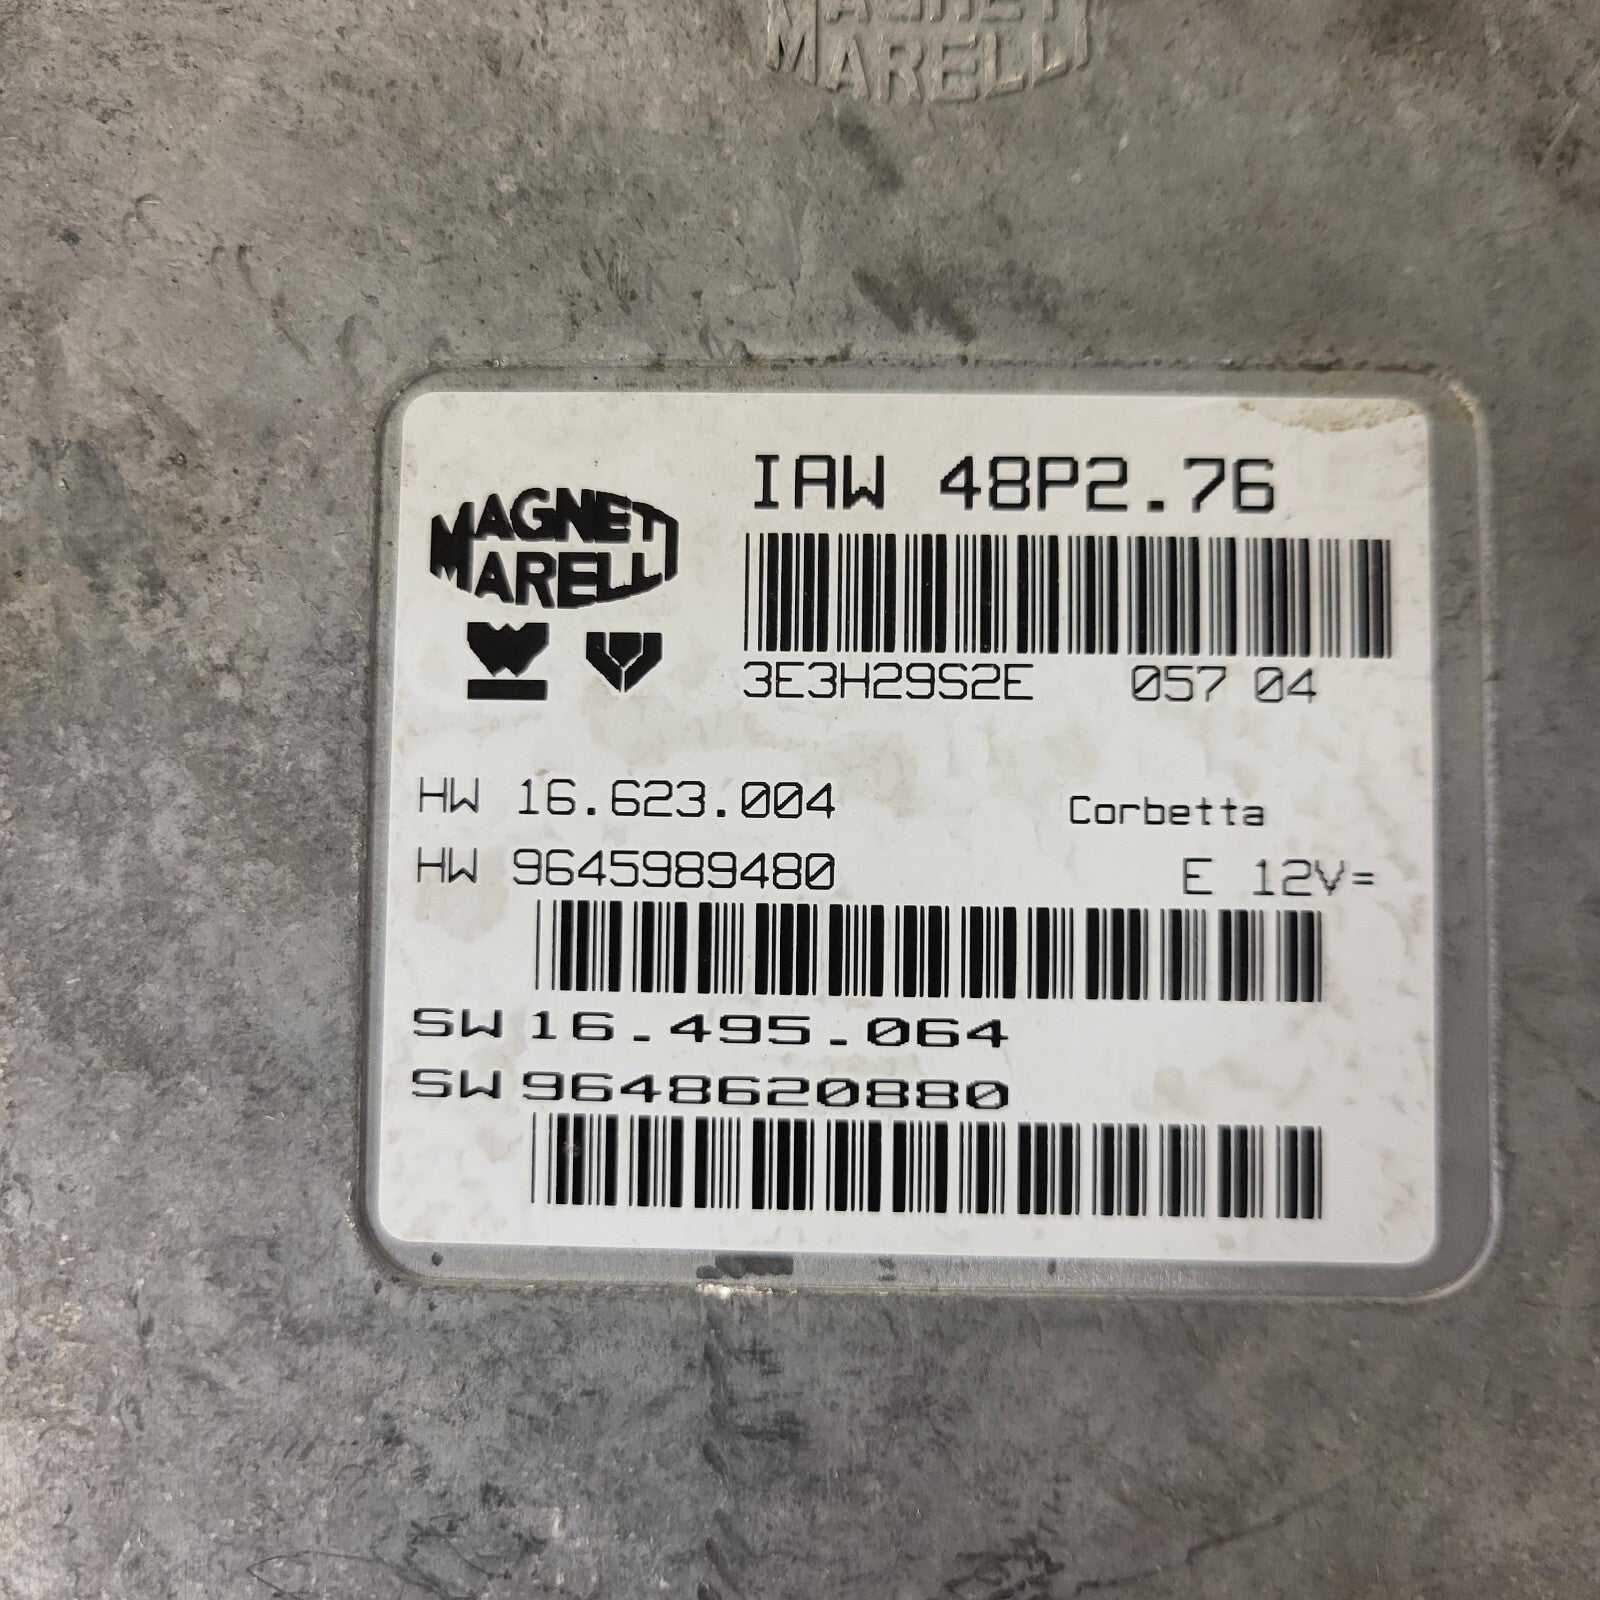 MAGNETI
MARELLI
IAW 48P2.76
MAGNETI
MARELLI
3E3H29S2E 057 04
HW 16.623.004 Corbetta
HW 9645989480 E 12V=
SW 16.495.064
SW 9648620880